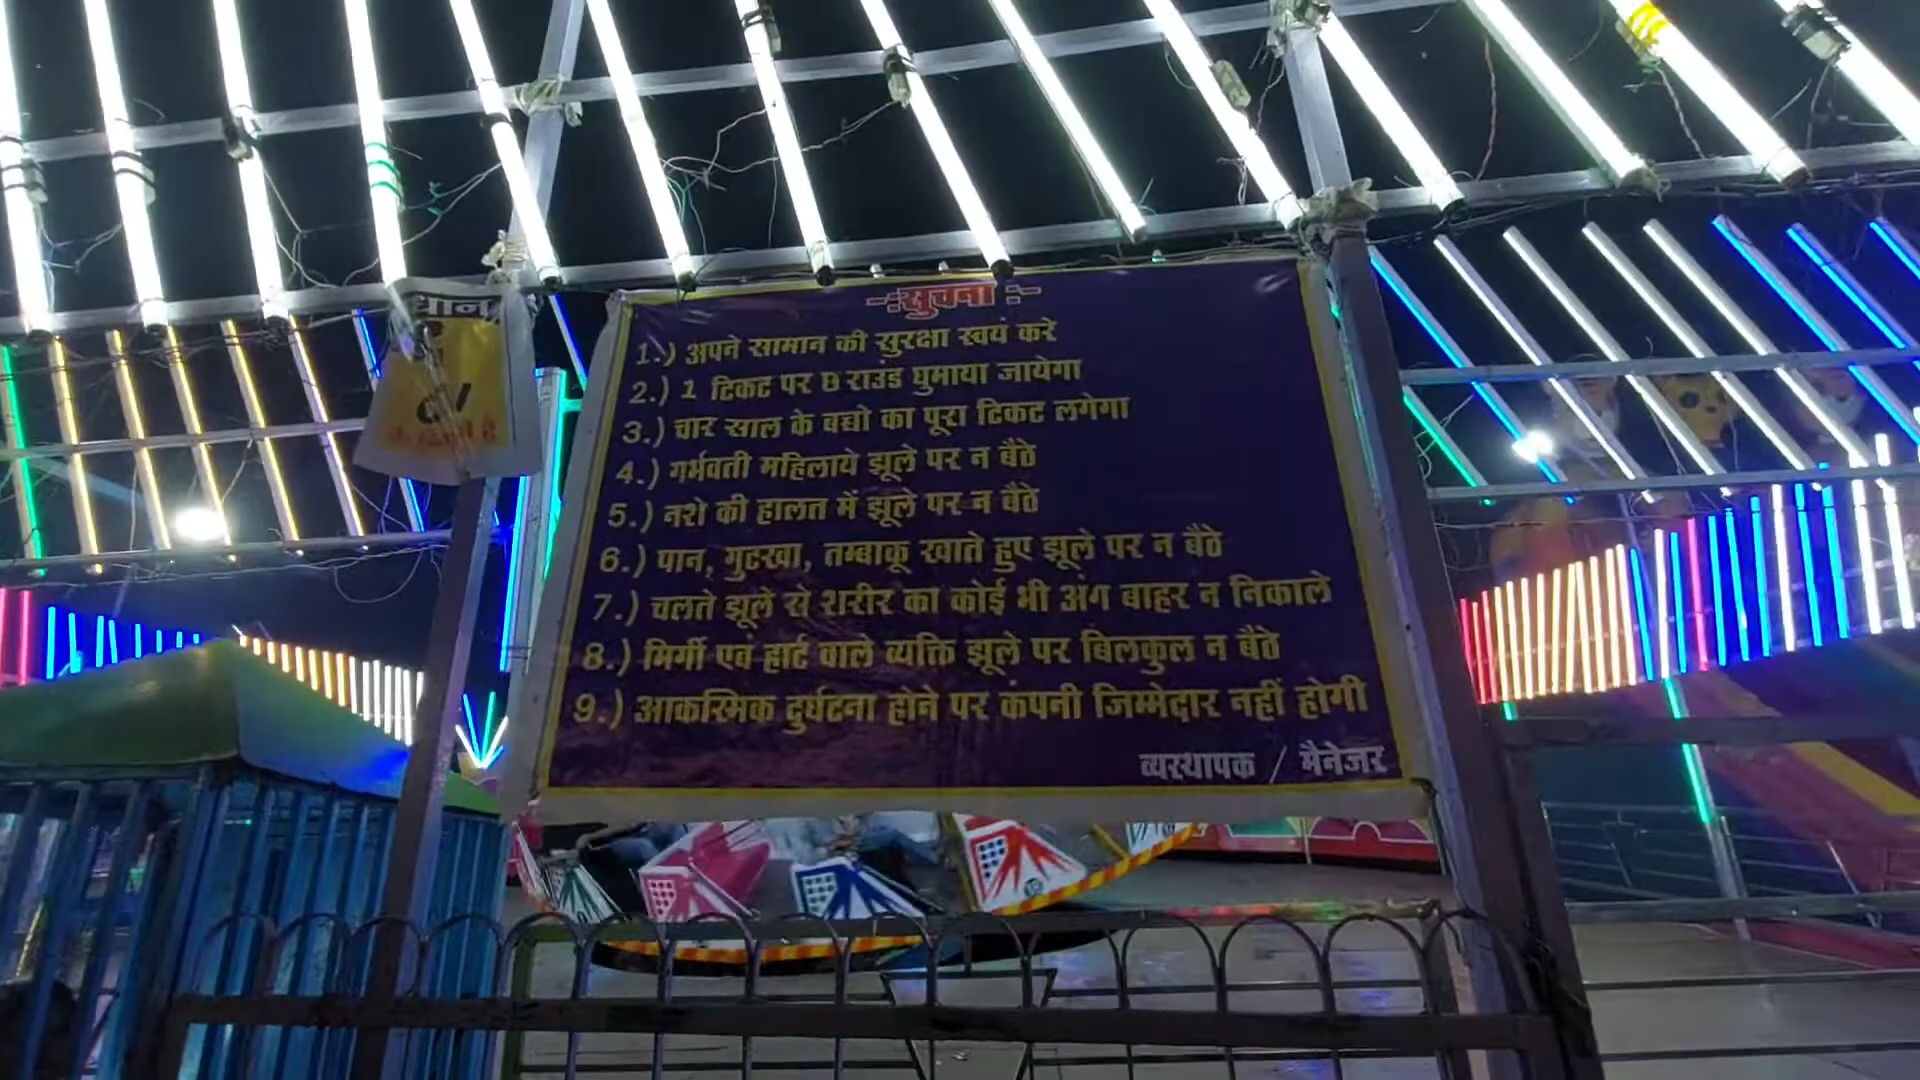 -:सुचना :-
1.) अपने सामान की सुरक्षा स्वयं करे
2.) 1 टिकट पर 8 राउंड घुमाया जायेगा
3.) चार साल के बच्चो का पूरा टिकट लगेगा
4.) गर्भवती महिलाये झूले पर न बैठे
5.) नशे की हालत में झूले पर न बैठे
6.) पान, गुटखा, तम्बाकू खाते हुए झूले पर न बैठे
7.) चलते झूले से शरीर का कोई भी अंग बाहर न निकाले
8.) मिर्गी एवं हार्ट वाले व्यक्ति झूले पर बिलकुल न बैठे
9.) आकस्मिक दुर्घटना होने पर कंपनी जिम्मेदार नहीं होगी
व्यस्थापक / मैनेजर